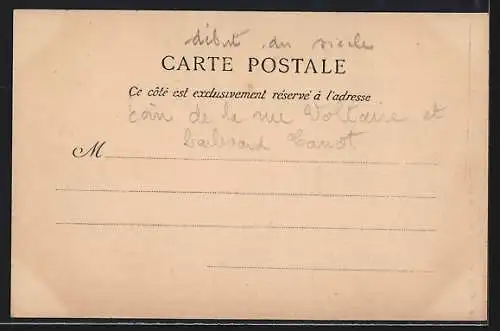 début du siècle
CARTE POSTALE
Ce côté est exclusivement réservé à l'adresse
coin de la rue Voltaire et
boulevard Carnot
M